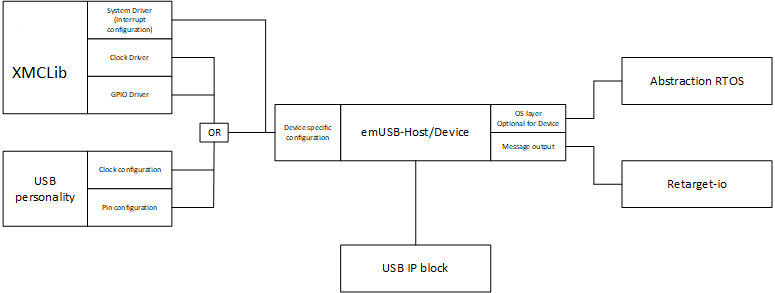 System Driver
(Interrupt
configuration)
XMCLib
Clock Driver
GPIO Driver
OR
USB
personality
Clock configuration
Pin configuration
Device specific
configuration
emUSB-Host/Device
OS layer
Optional for Device
Message output
Abstraction RTOS
Retarget-io
USB IP block